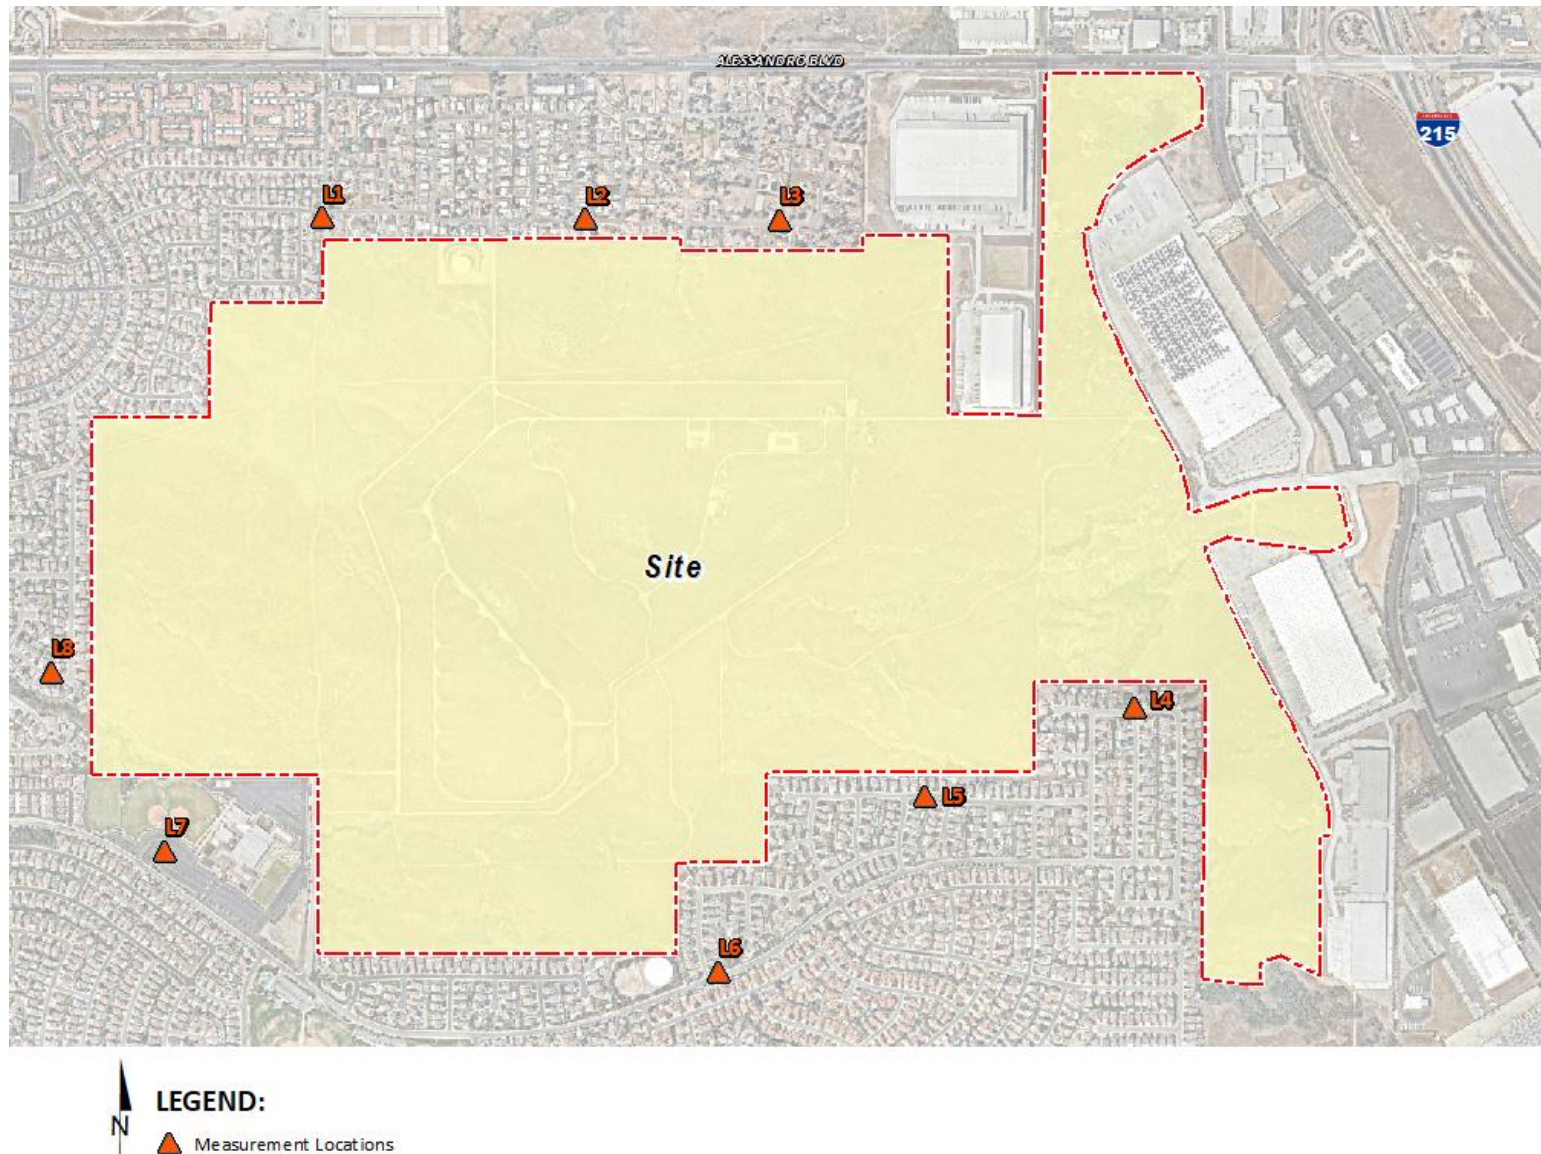 ALESSANDRO BLVD
215
L1
L2
L3
Site
L8
L4
L5
L7
L6
N
LEGEND:
Measurement Locations